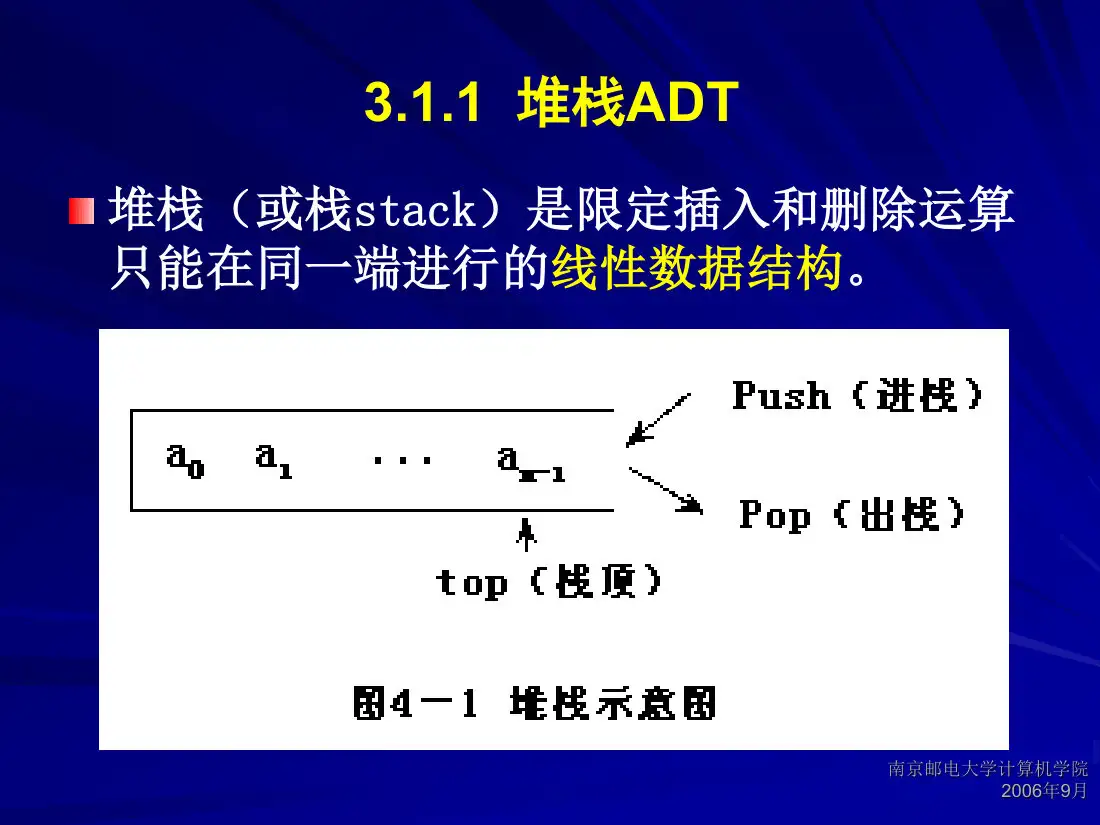 3.1.1 堆栈ADT
堆栈（或栈stack）是限定插入和删除运算
只能在同一端进行的线性数据结构。
Push（进栈）
a0 a1 ... an-1
Pop（出栈）
top（栈顶）
图4－1 堆栈示意图
南京邮电大学计算机学院
2006年9月